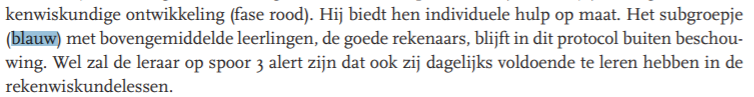 kenwiskundige ontwikkeling (fase rood). Hij biedt hen individuele hulp op maat. Het subgroepje
(blauw) met bovengemiddelde leerlingen, de goede rekenaars, blijft in dit protocol buiten beschou-
wing. Wel zal de leraar op spoor 3 alert zijn dat ook zij dagelijks voldoende te leren hebben in de
rekenwiskundelessen.